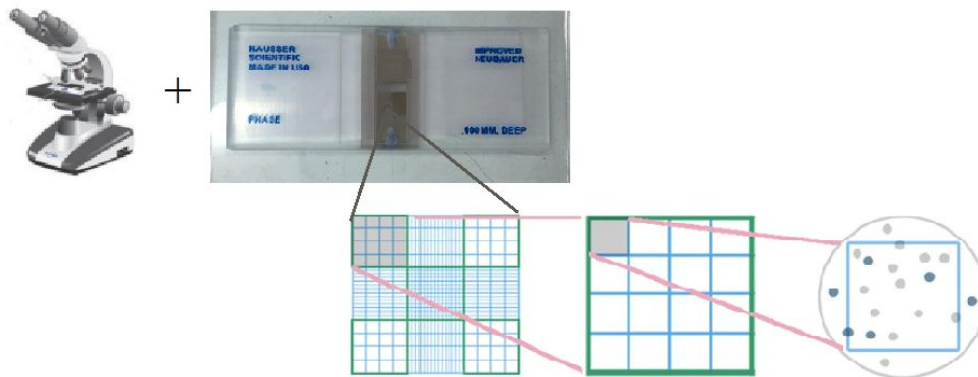 +
HAUSSER
SCIENTIFIC
MADE IN USA
IMPROVED
NEUBAUER
PHASE
.100 MM. DEEP